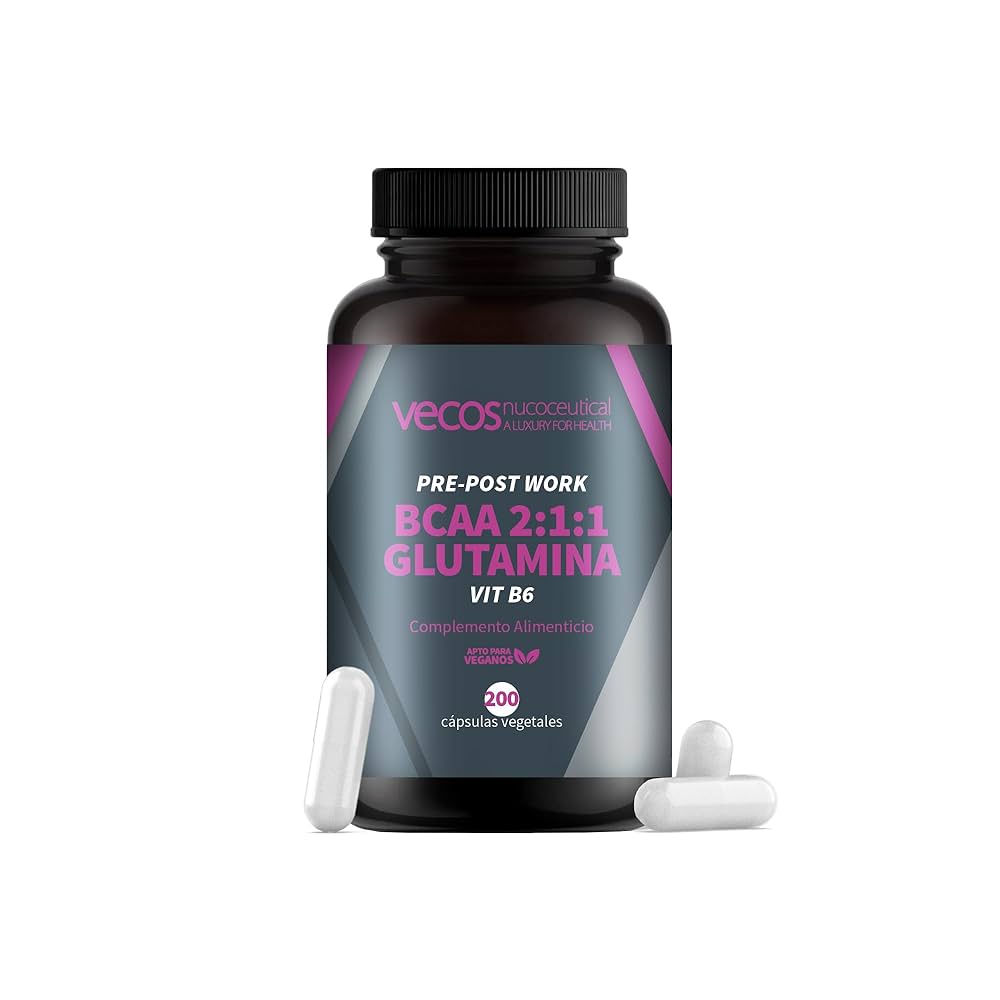 vecos nucoceutical
A LUXURY FOR HEALTH
PRE-POST WORK
BCAA 2:1:1
GLUTAMINA
VIT B6
Complemento Alimenticio
APTO PARA
VEGANOS
200
cápsulas vegetales